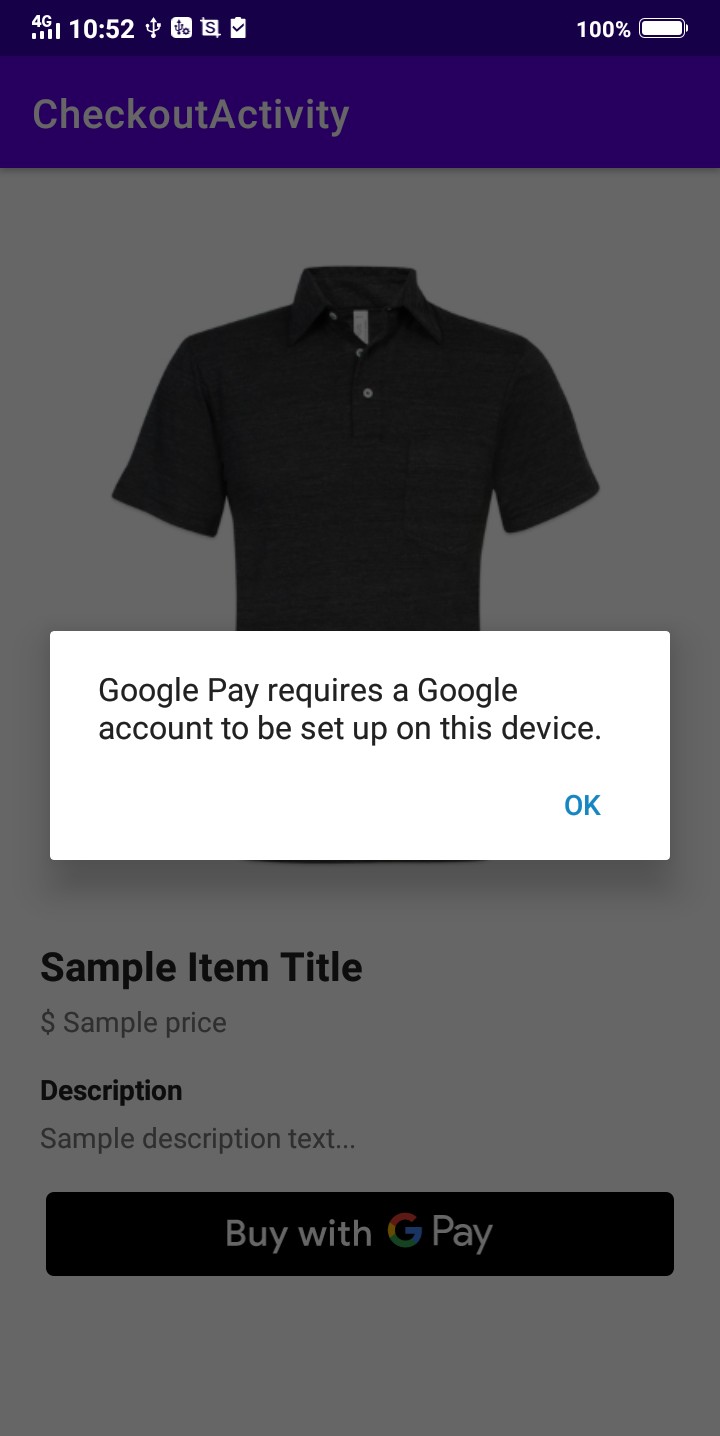 4G 10:52 100%
CheckoutActivity
Google Pay requires a Google
account to be set up on this device.
OK
Sample Item Title
$ Sample price
Description
Sample description text...
Buy with G Pay